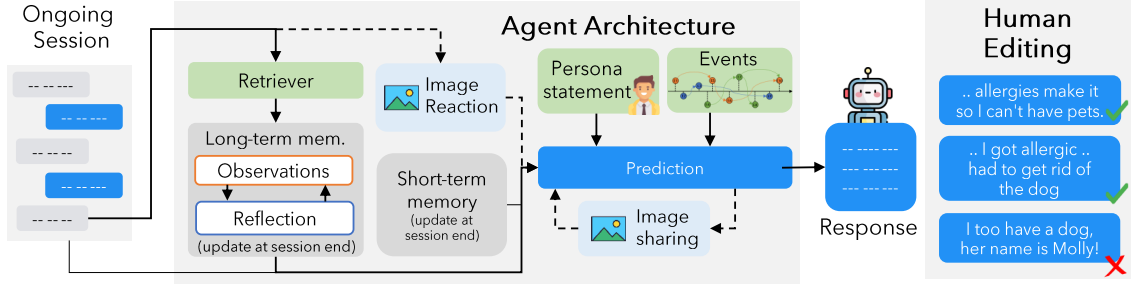 Ongoing
Session
-- -- ---
-- -- ---
-- -- --
-- -- ---
-- -- --
Agent Architecture
Retriever
Long-term mem.
Observations
Reflection
(update at session end)
Image
Reaction
Short-term
memory
(update at
session end)
Persona
statement
Events
Prediction
Image
sharing
-- ---- ---
--- -- ---
--- -- ---
Response
Human
Editing
.. allergies make it
so I can't have pets.
.. I got allergic ..
had to get rid of
the dog
I too have a dog,
her name is Molly!